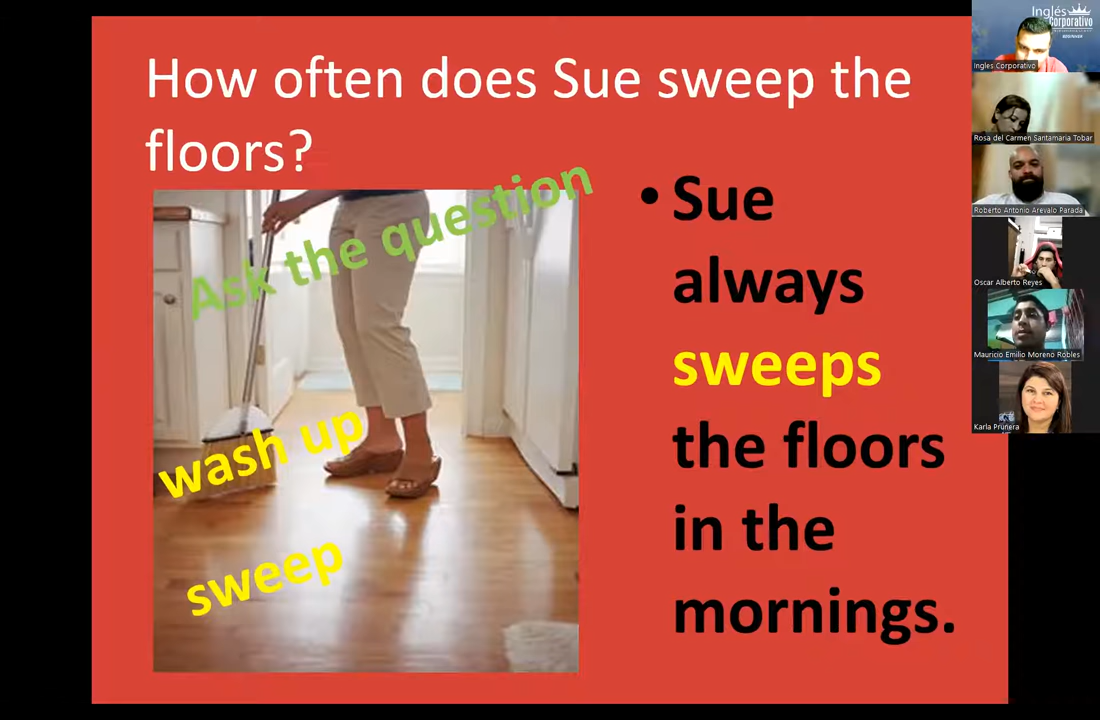 How often does Sue sweep the
floors?
Ask the question
wash up
sweep
• Sue
always
sweeps
the floors
in the
mornings.
Inglés
Corporativo
BEGINNER
Ingles Corporativo
Rosa del Carmen Santamaria Tobar
Roberto Antonio Arevalo Parada
Oscar Alberto Reyes
Mauricio Emilio Moreno Robles
Karla Prunera